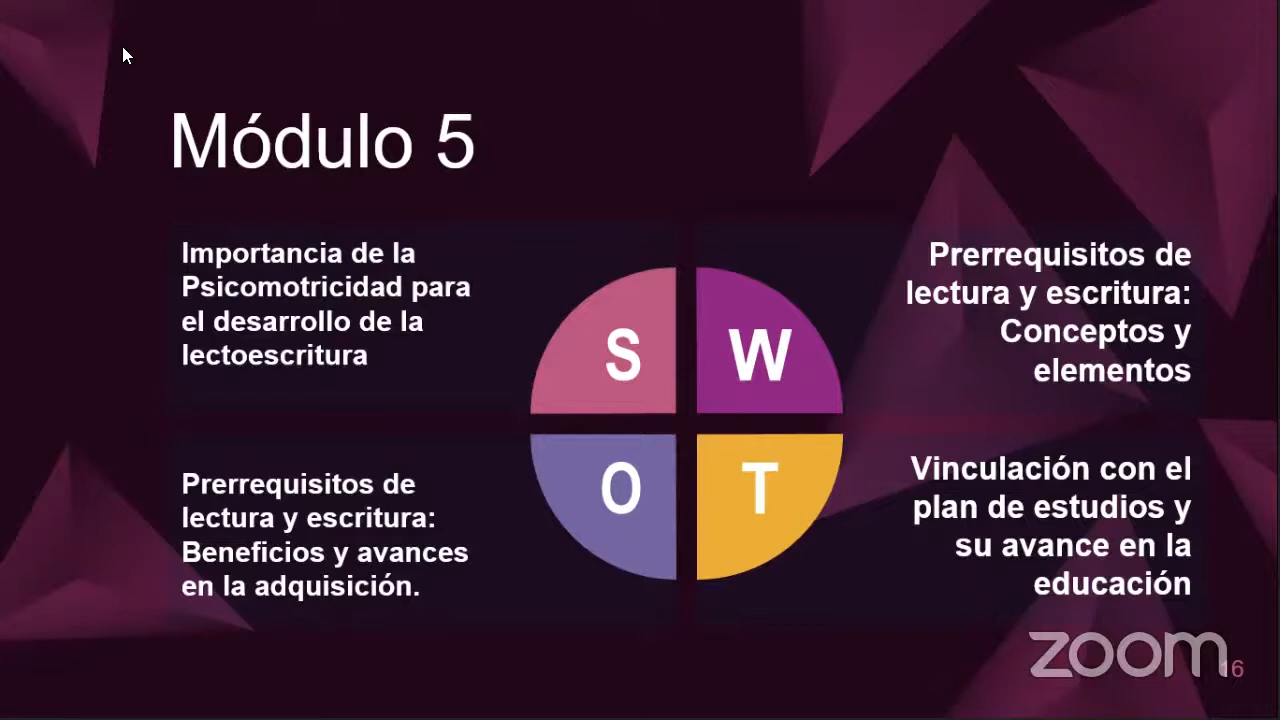 Módulo 5
Importancia de la
Psicomotricidad para
el desarrollo de la
lectoescritura
Prerrequisitos de
lectura y escritura:
Conceptos y
elementos
S
W
O
T
Prerrequisitos de
lectura y escritura:
Beneficios y avances
en la adquisición.
Vinculación con el
plan de estudios y
su avance en la
educación
zoom
16